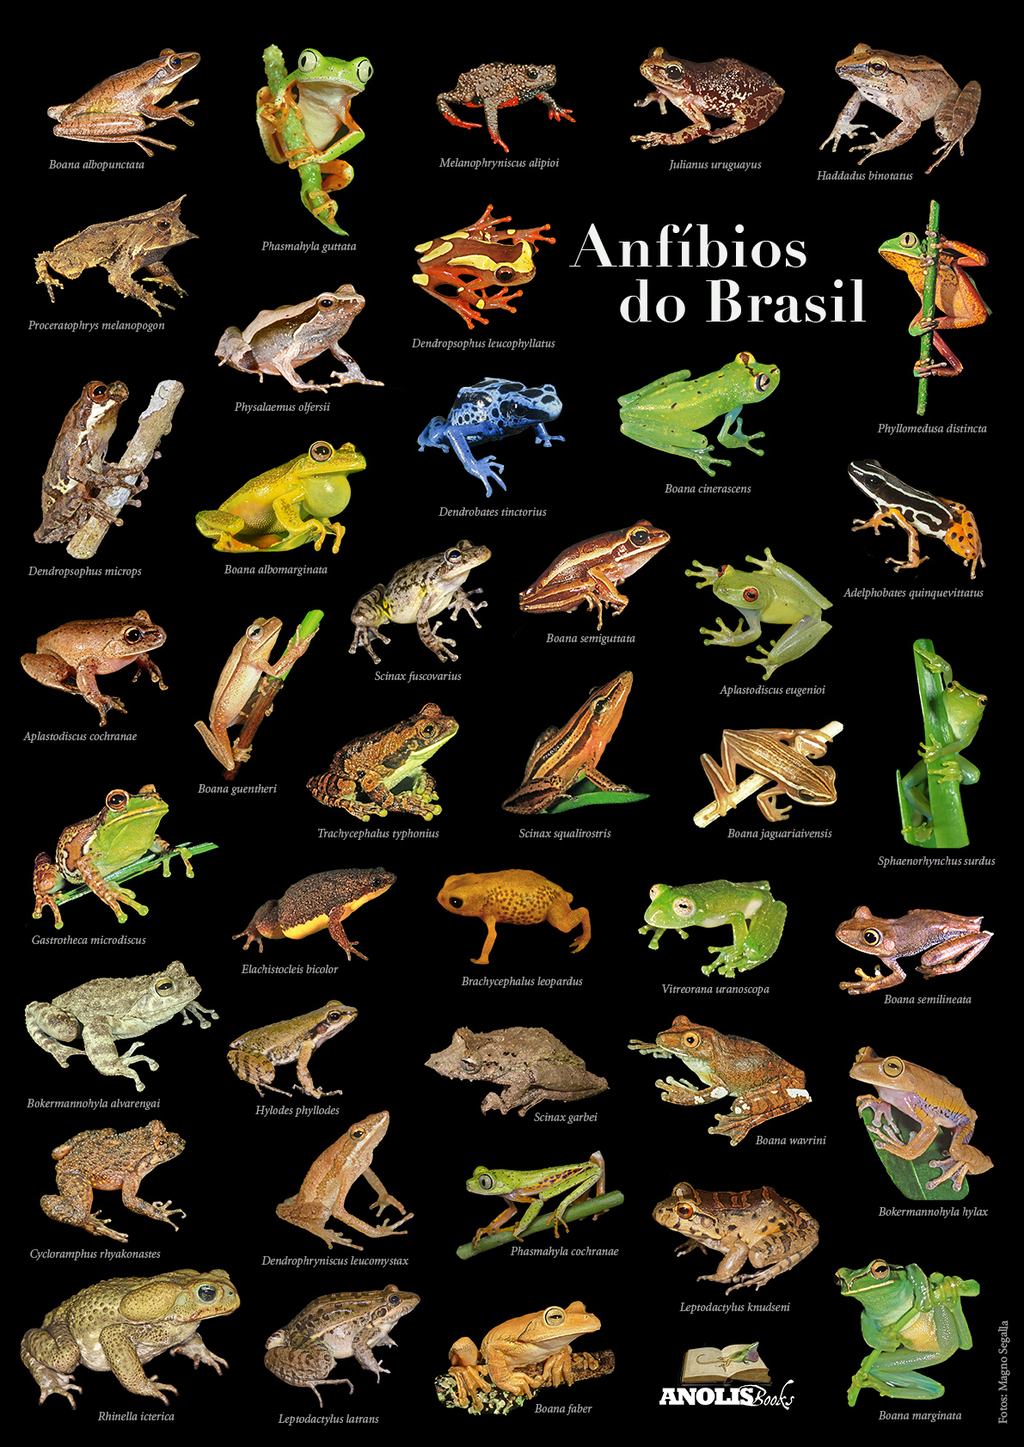 Boana albopunctata
Phasmahyla guttata
Melanophryniscus alipioi
Julianus uruguayus
Haddadus binotatus
Proceratophrys melanopogon
Anfíbios
do Brasil
Physalaemus olfersii
Dendropsophus leucophyllatus
Phyllomedusa distincta
Dendropsophus microps
Boana albomarginata
Dendrobates tinctorius
Boana cinerascens
Adelphobates quinquevittatus
Scinax fuscovarius
Boana semiguttata
Aplastodiscus eugenioi
Aplastodiscus cochranae
Boana guentheri
Trachycephalus typhonius
Scinax squalirostris
Boana jaguariaivensis
Sphaenorhynchus surdus
Gastrotheca microdiscus
Elachistocleis bicolor
Brachycephalus leopardus
Vitreorana uranoscopa
Boana semilineata
Bokermannohyla alvarengai
Hylodes phyllodes
Scinax garbei
Boana wavrini
Bokermannohyla hylax
Cycloramphus rhyakonastes
Dendrophryniscus leucomystax
Phasmahyla cochranae
Leptodactylus knudseni
Rhinella icterica
Leptodactylus latrans
Boana faber
ANOLISBooks
Boana marginata
Fotos: Magno Segalla